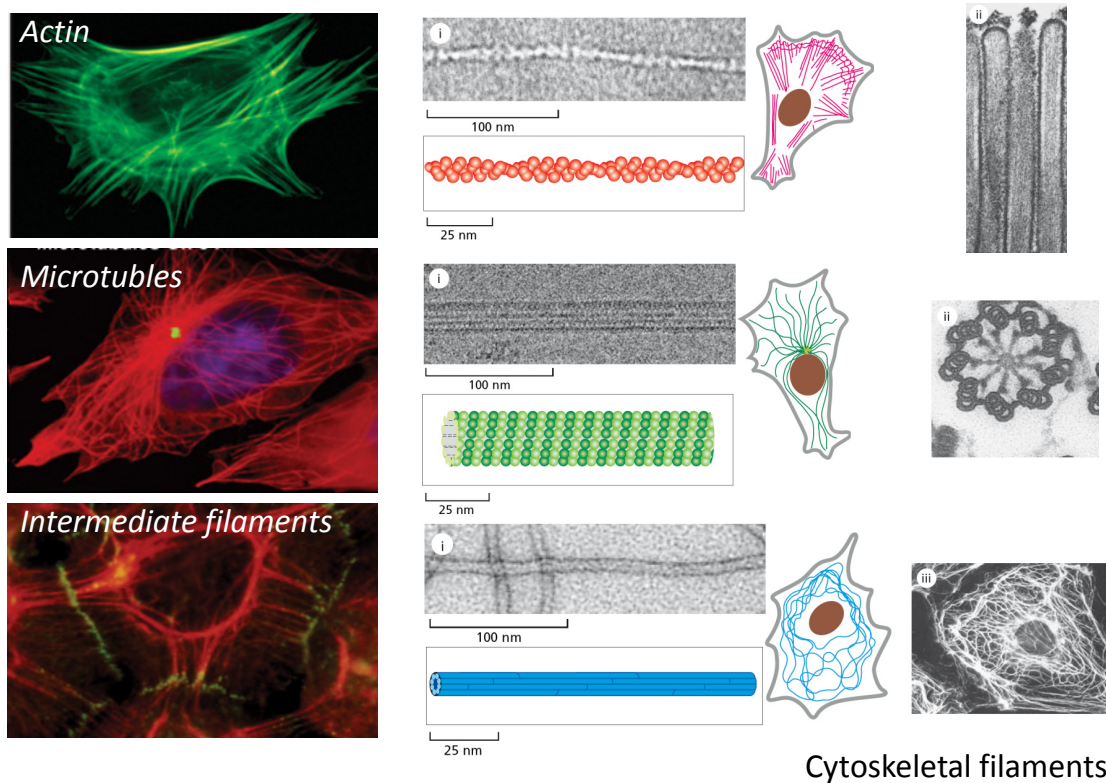 Actin
i
100 nm
25 nm
ii
Microtubles
i
100 nm
25 nm
ii
Intermediate filaments
i
100 nm
25 nm
iii
Cytoskeletal filaments